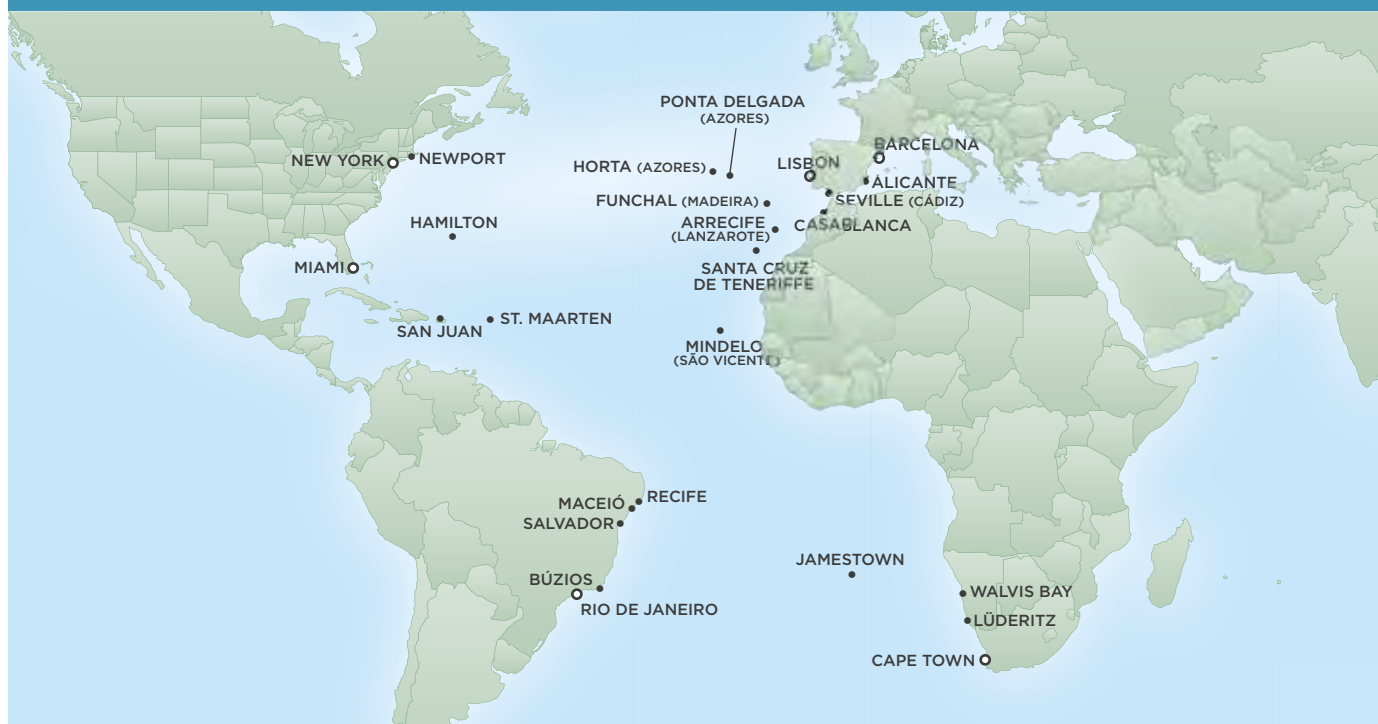 PONTA DELGADA
(AZORES)
NEW YORK
NEWPORT
HORTA (AZORES)
LISBON
BARCELONA
ALICANTE
FUNCHAL (MADEIRA)
SEVILLE (CÁDIZ)
HAMILTON
ARRECIFE
(LANZAROTE)
CASABLANCA
MIAMI
SANTA CRUZ
DE TENERIFFE
SAN JUAN
ST. MAARTEN
MINDELO
(SÃO VICENTE)
MACEIÓ
RECIFE
SALVADOR
JAMESTOWN
BÚZIOS
RIO DE JANEIRO
WALVIS BAY
LÜDERITZ
CAPE TOWN